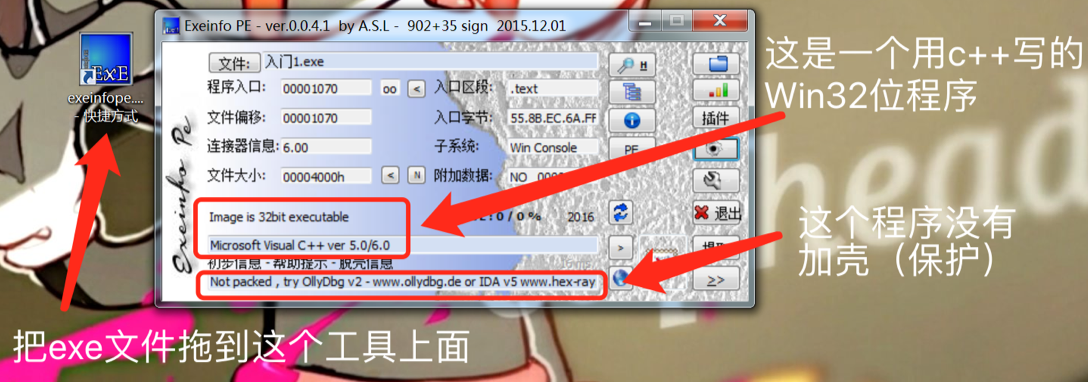 Exeinfo PE - ver.0.0.4.1 by A.S.L - 902+35 sign 2015.12.01
exeinfope....
- 快捷方式
文件: 入门1.exe
程序入口: 00001070 oo < 入口区段: .text
文件偏移: 00001070 入口字节: 55.8B.EC.6A.FF
连接器信息: 6.00 子系统: Win Console PE
文件大小: 00004000h < N 附加数据: NO
插件
Exeinfo Pe
Image is 32bit executable
0 / 0 % 2016
退出
Microsoft Visual C++ ver 5.0/6.0 >
初步信息 - 帮助提示 - 脱壳信息
Not packed , try OllyDbg v2 - www.ollydbg.de or IDA v5 www.hex-ray
>>
这是一个用c++写的
Win32位程序
这个程序没有
加壳（保护）
把exe文件拖到这个工具上面
head